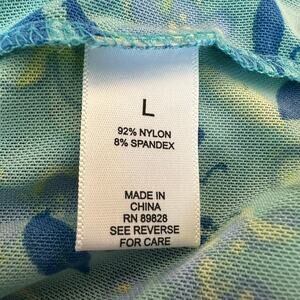 L
92% NYLON
8% SPANDEX
MADE IN
CHINA
RN 89828
SEE REVERSE
FOR CARE